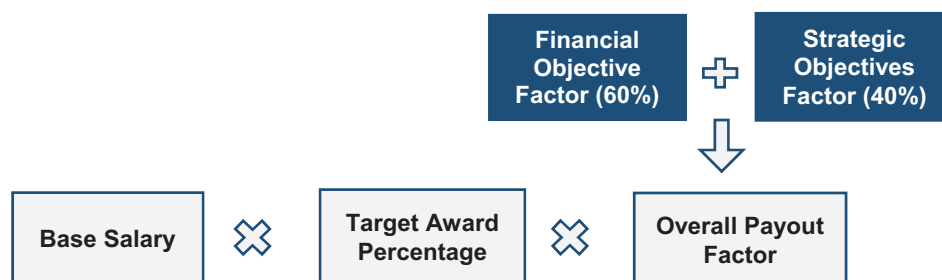 Financial
Objective
Factor (60%)
Strategic
Objectives
Factor (40%)
Base Salary
Target Award
Percentage
Overall Payout
Factor